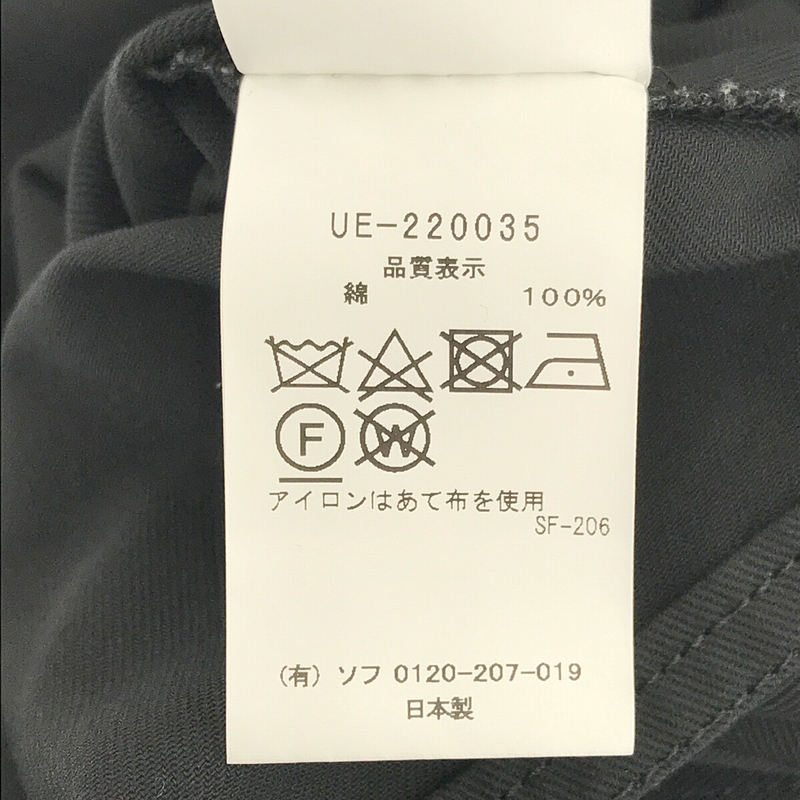 UE-220035
品質表示
綿 100%
F W
アイロンはあて布を使用
SF-206
(有) ソフ 0120-207-019
日本製